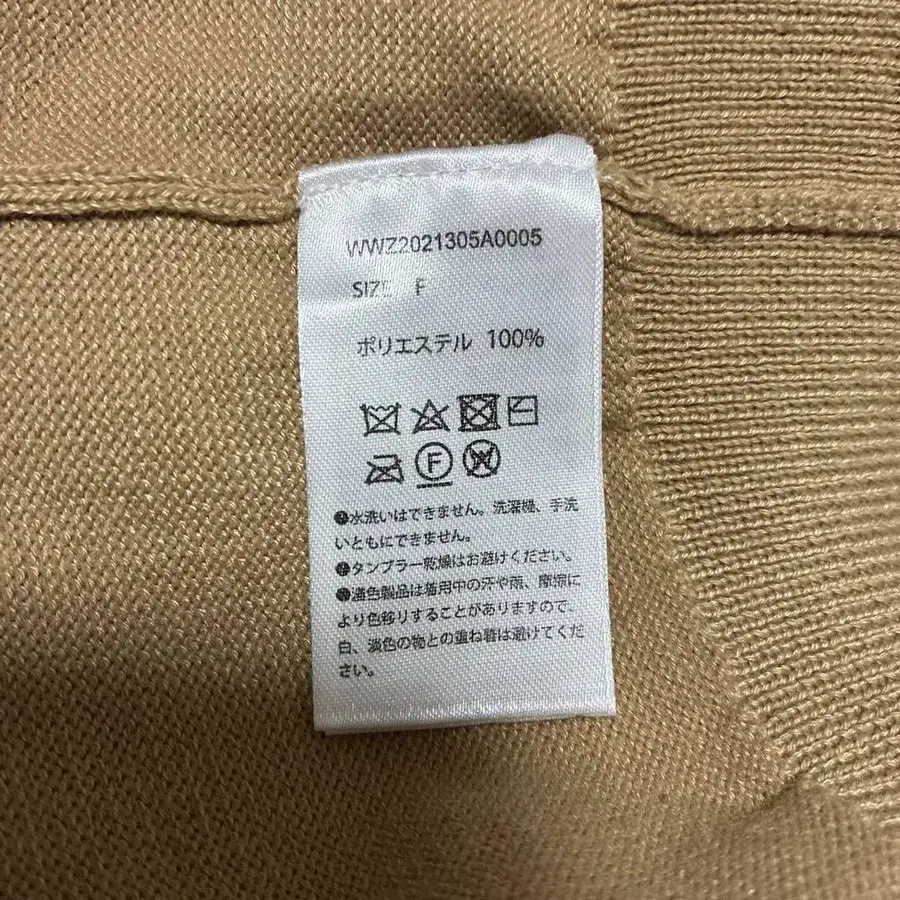 WWZ2021305A0005
SIZE F
ポリエステル 100%
F W
●水洗いはできません。洗濯機、手洗
いともにできません。
●タンブラー乾燥はお避けください。
●濃色製品は着用中の汗や雨、摩擦に
より色移りすることがありますので、
白、淡色の物との重ね着は避けてくだ
さい。